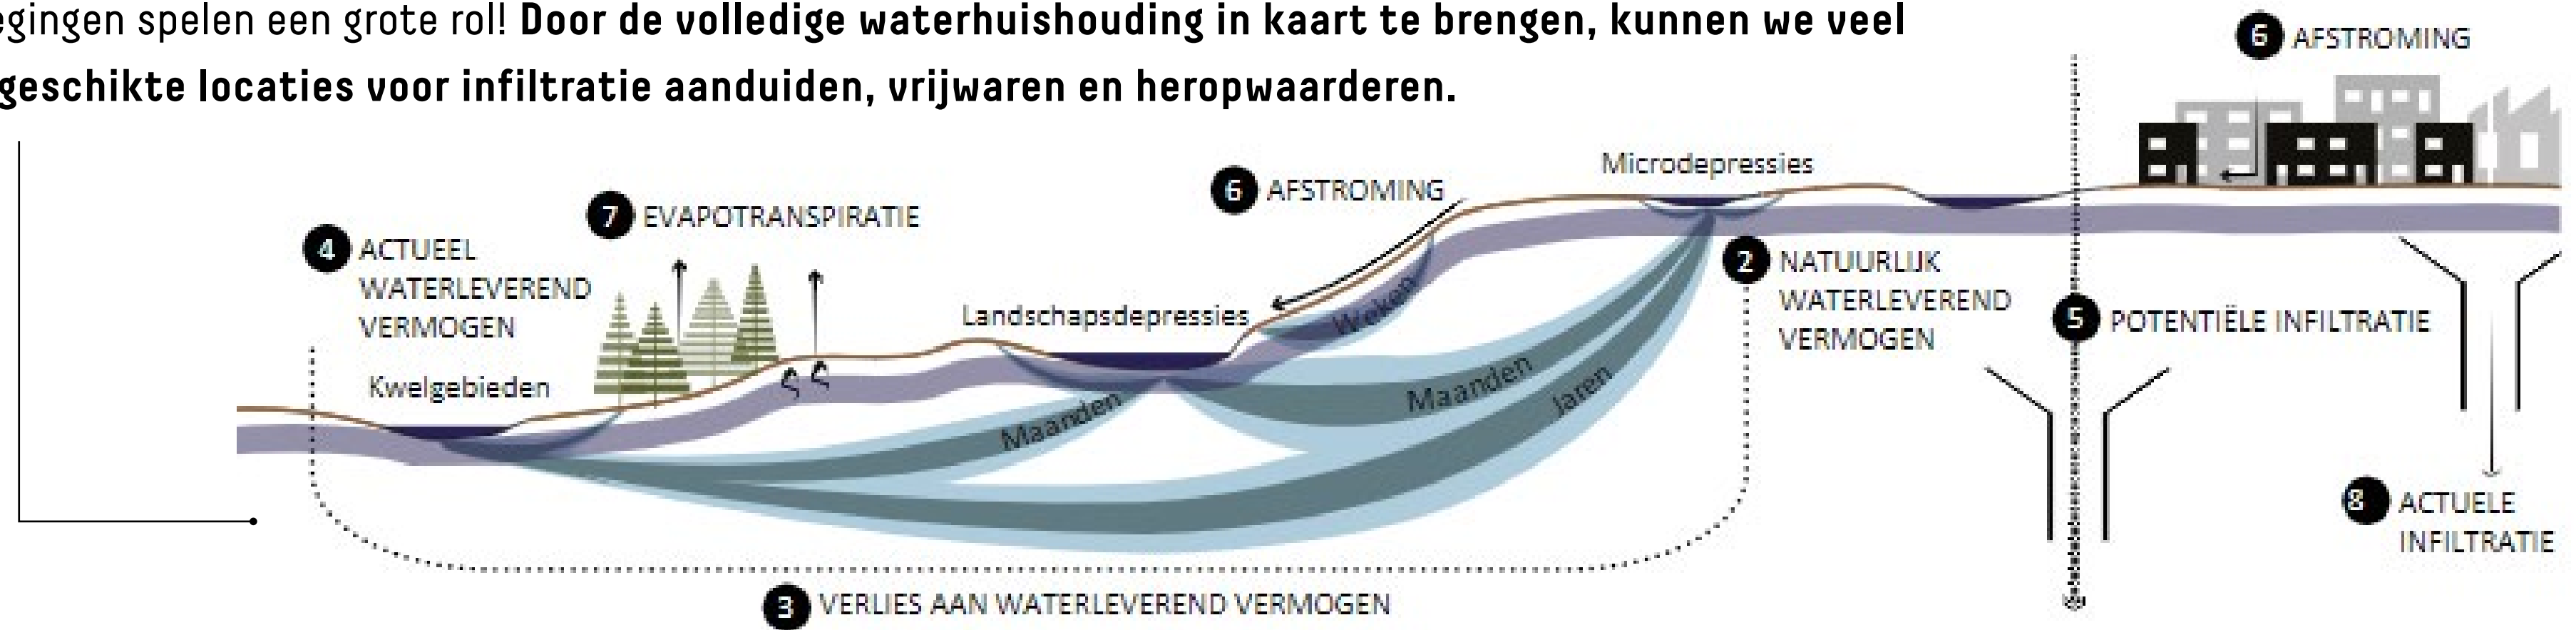 egingen spelen een grote rol! Door de volledige waterhuishouding in kaart te brengen, kunnen we veel
geschikte locaties voor infiltratie aanduiden, vrijwaren en heropwaarderen.
6 AFSTROMING
Microdepressies
6 AFSTROMING
7 EVAPOTRANSPIRATIE
4 ACTUEEL
WATERLEVEREND
VERMOGEN
2 NATUURLIJK
WATERLEVEREND
VERMOGEN
Weken
Landschapsdepressies
5 POTENTIËLE INFILTRATIE
Kwelgebieden
Maanden
Maanden
Jaren
8 ACTUELE
INFILTRATIE
3 VERLIES AAN WATERLEVEREND VERMOGEN